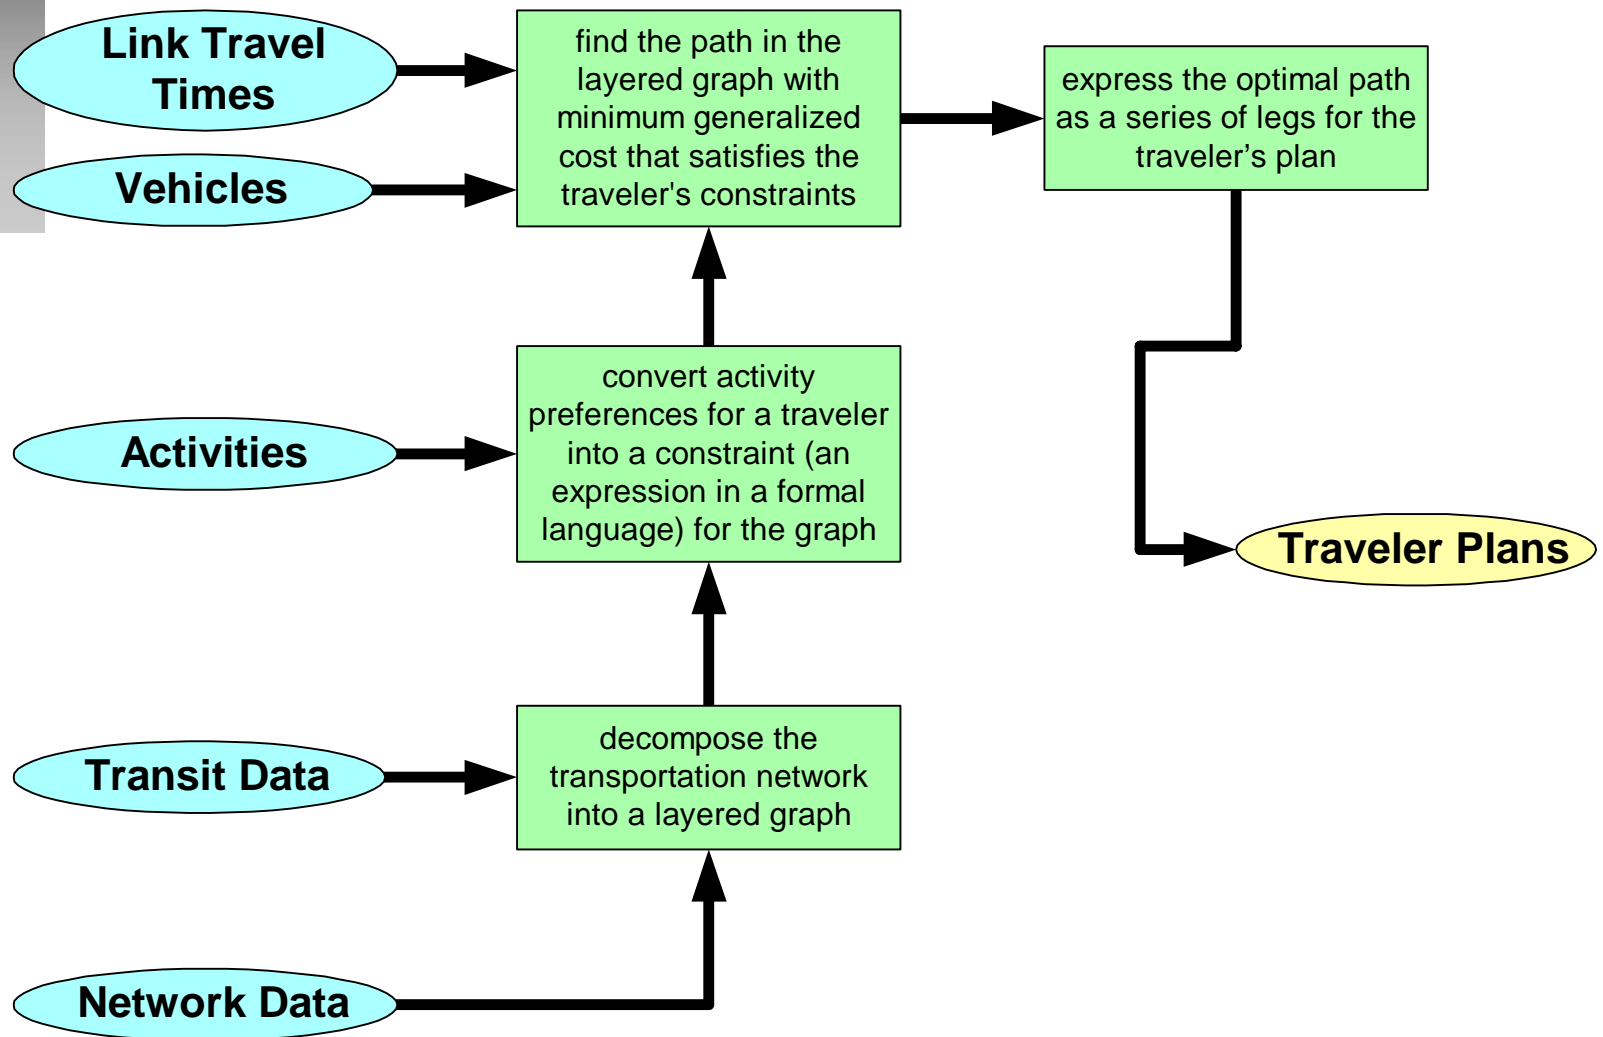 Link Travel
Times
find the path in the
layered graph with
minimum generalized
cost that satisfies the
traveler's constraints
express the optimal path
as a series of legs for the
traveler’s plan
Vehicles
Activities
convert activity
preferences for a traveler
into a constraint (an
expression in a formal
language) for the graph
Traveler Plans
Transit Data
decompose the
transportation network
into a layered graph
Network Data